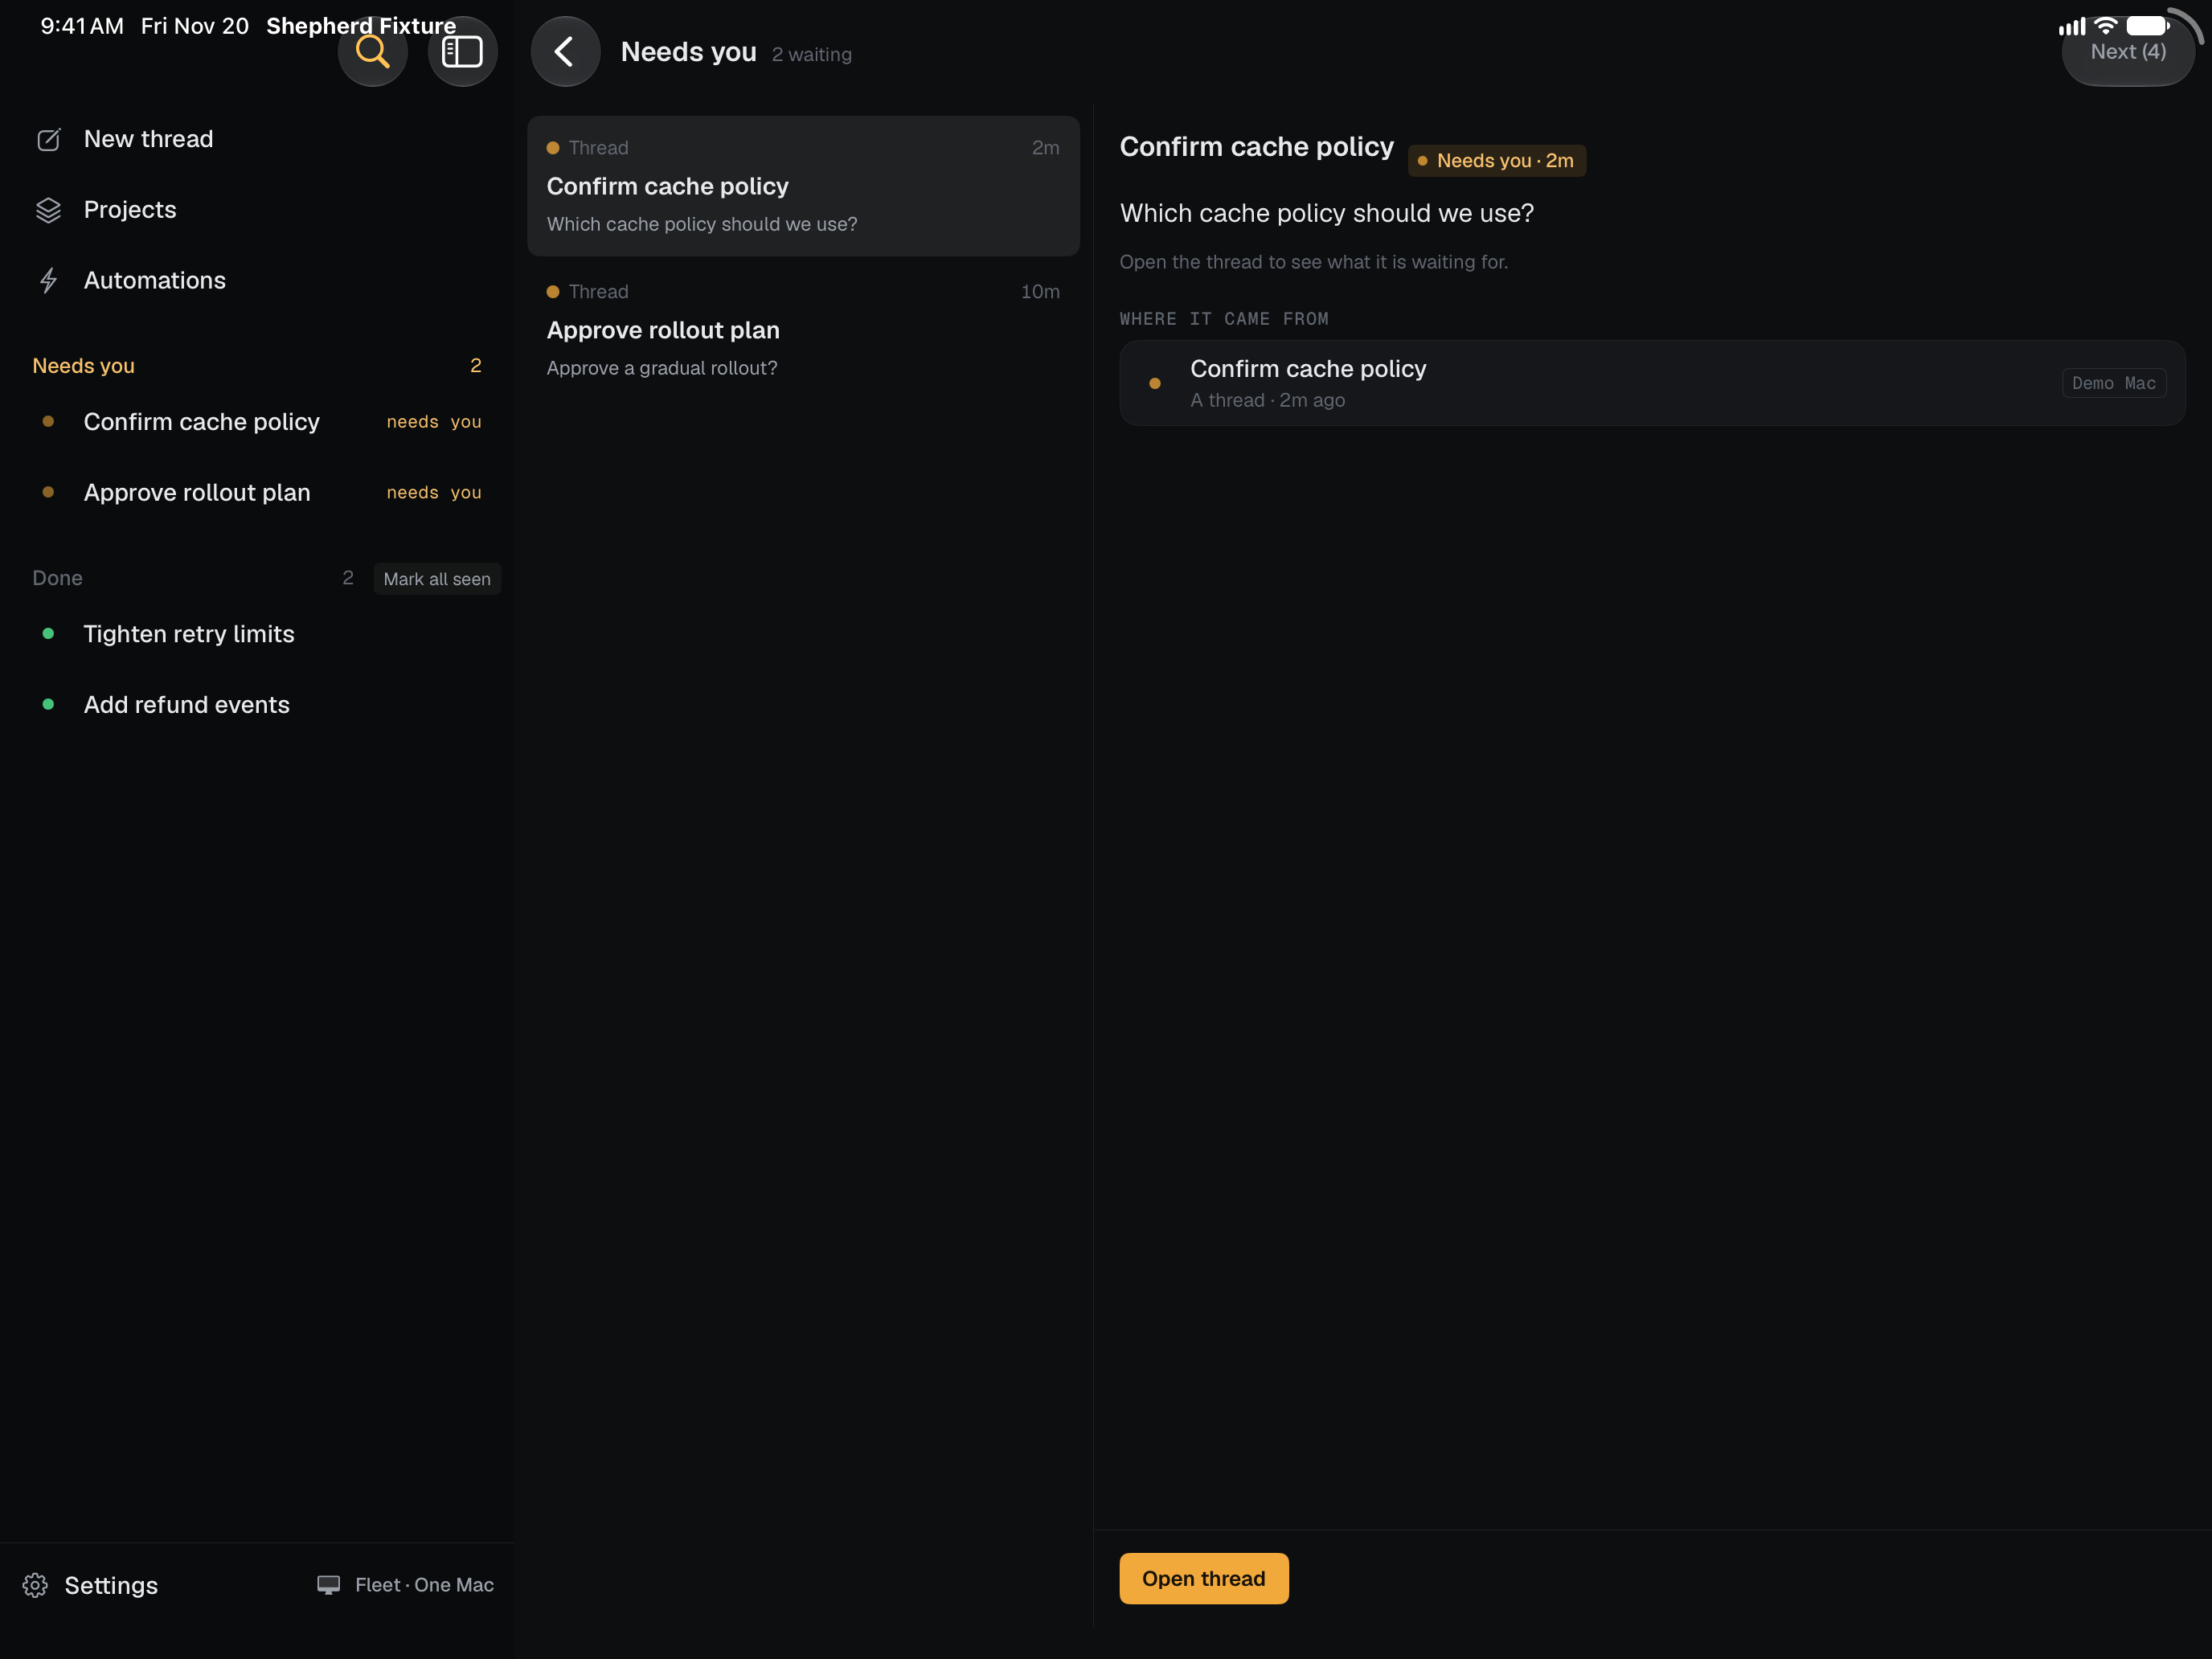 9:41 AM Fri Nov 20 Shepherd Fixture
New thread
Projects
Automations
Needs you 2
Confirm cache policy needs you
Approve rollout plan needs you
Done 2 Mark all seen
Tighten retry limits
Add refund events
Settings Fleet · One Mac
Needs you 2 waiting
Next (4)
Thread 2m
Confirm cache policy
Which cache policy should we use?
Thread 10m
Approve rollout plan
Approve a gradual rollout?
Confirm cache policy Needs you · 2m
Which cache policy should we use?
Open the thread to see what it is waiting for.
WHERE IT CAME FROM
Confirm cache policy
A thread · 2m ago
Demo Mac
Open thread